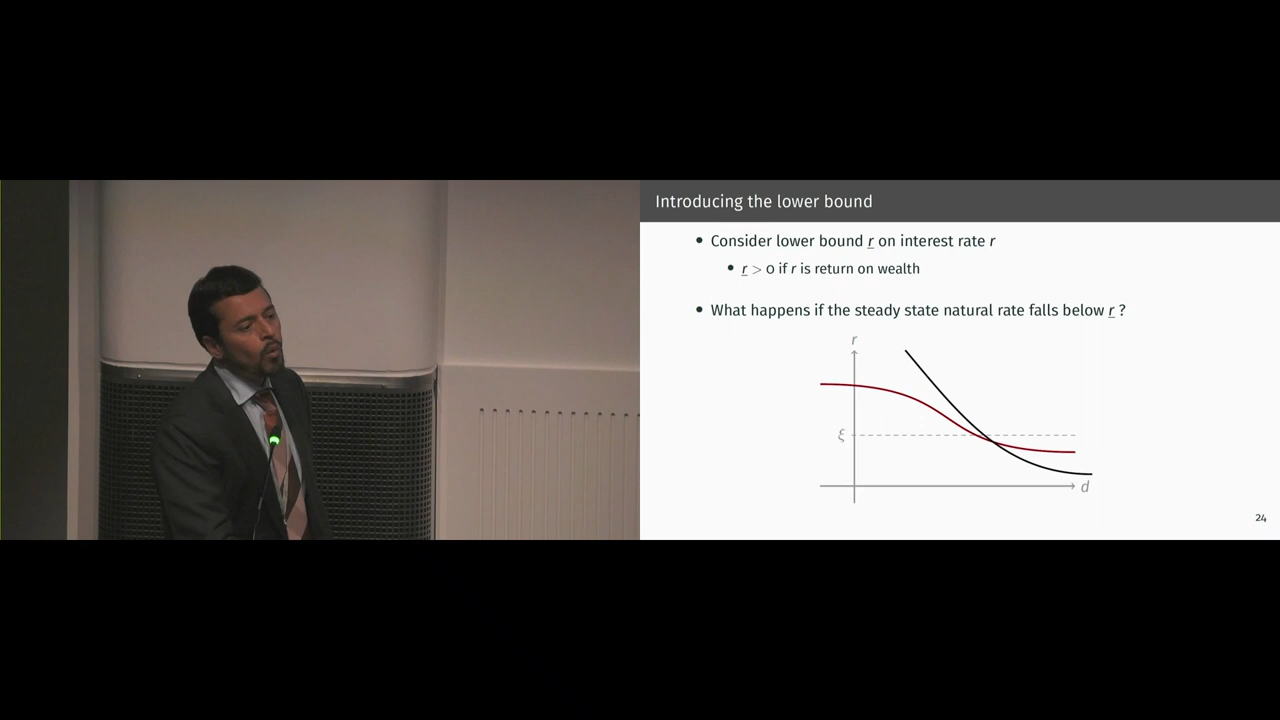 Introducing the lower bound
• Consider lower bound r on interest rate r
• r > 0 if r is return on wealth
• What happens if the steady state natural rate falls below r ?
r
ξ
d
24